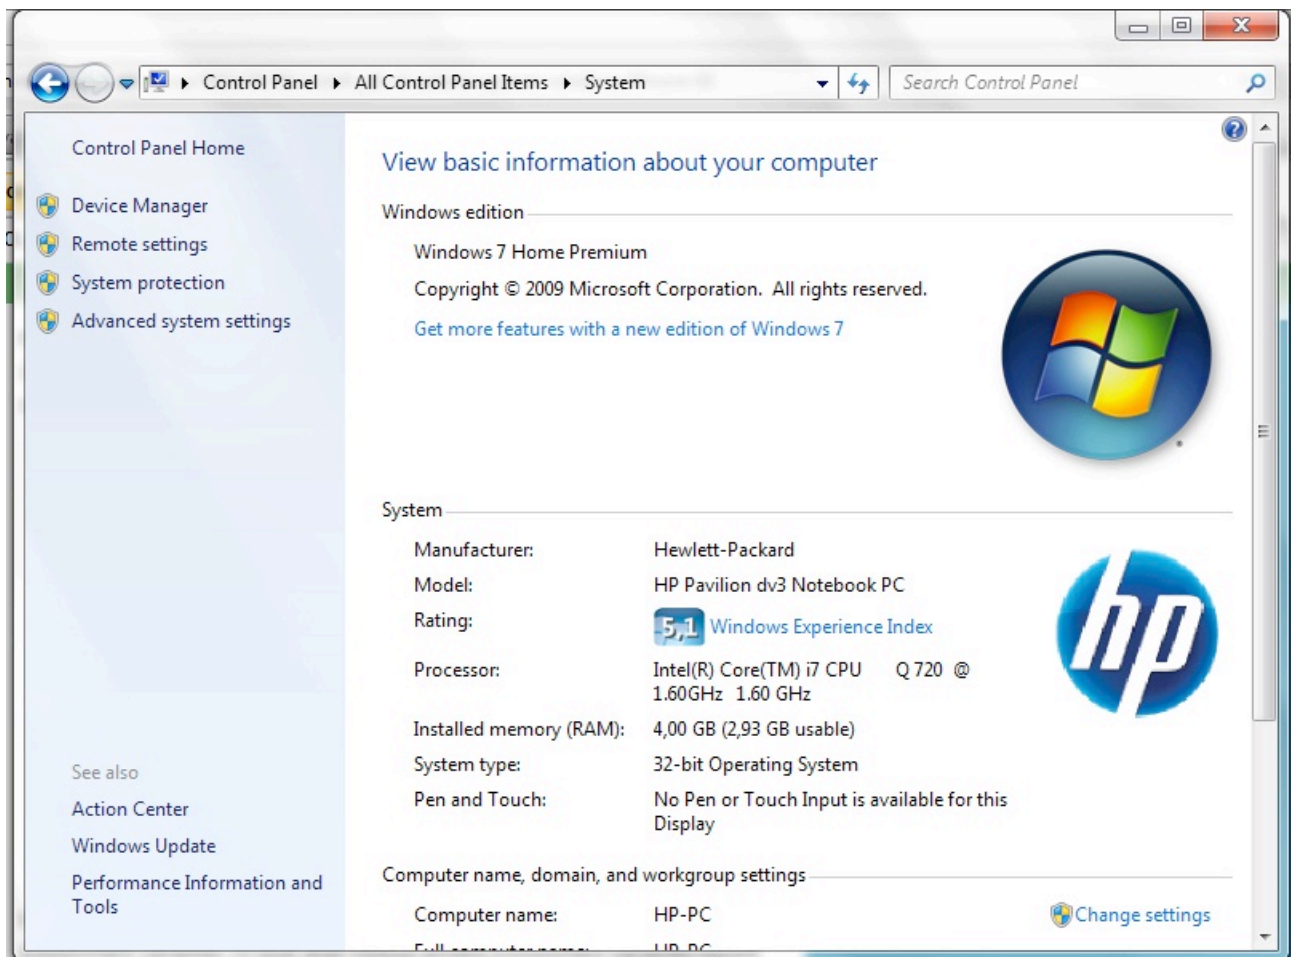 Control Panel All Control Panel Items System
Search Control Panel
Control Panel Home
Device Manager
Remote settings
System protection
Advanced system settings
See also
Action Center
Windows Update
Performance Information and
Tools
View basic information about your computer
Windows edition
Windows 7 Home Premium
Copyright © 2009 Microsoft Corporation. All rights reserved.
Get more features with a new edition of Windows 7
System
Manufacturer: Hewlett-Packard
Model: HP Pavilion dv3 Notebook PC
Rating: 5,1 Windows Experience Index
Processor: Intel(R) Core(TM) i7 CPU Q 720 @
1.60GHz 1.60 GHz
Installed memory (RAM): 4,00 GB (2,93 GB usable)
System type: 32-bit Operating System
Pen and Touch: No Pen or Touch Input is available for this
Display
hp
Computer name, domain, and workgroup settings
Computer name: HP-PC
Change settings
Full computer name: HP-PC